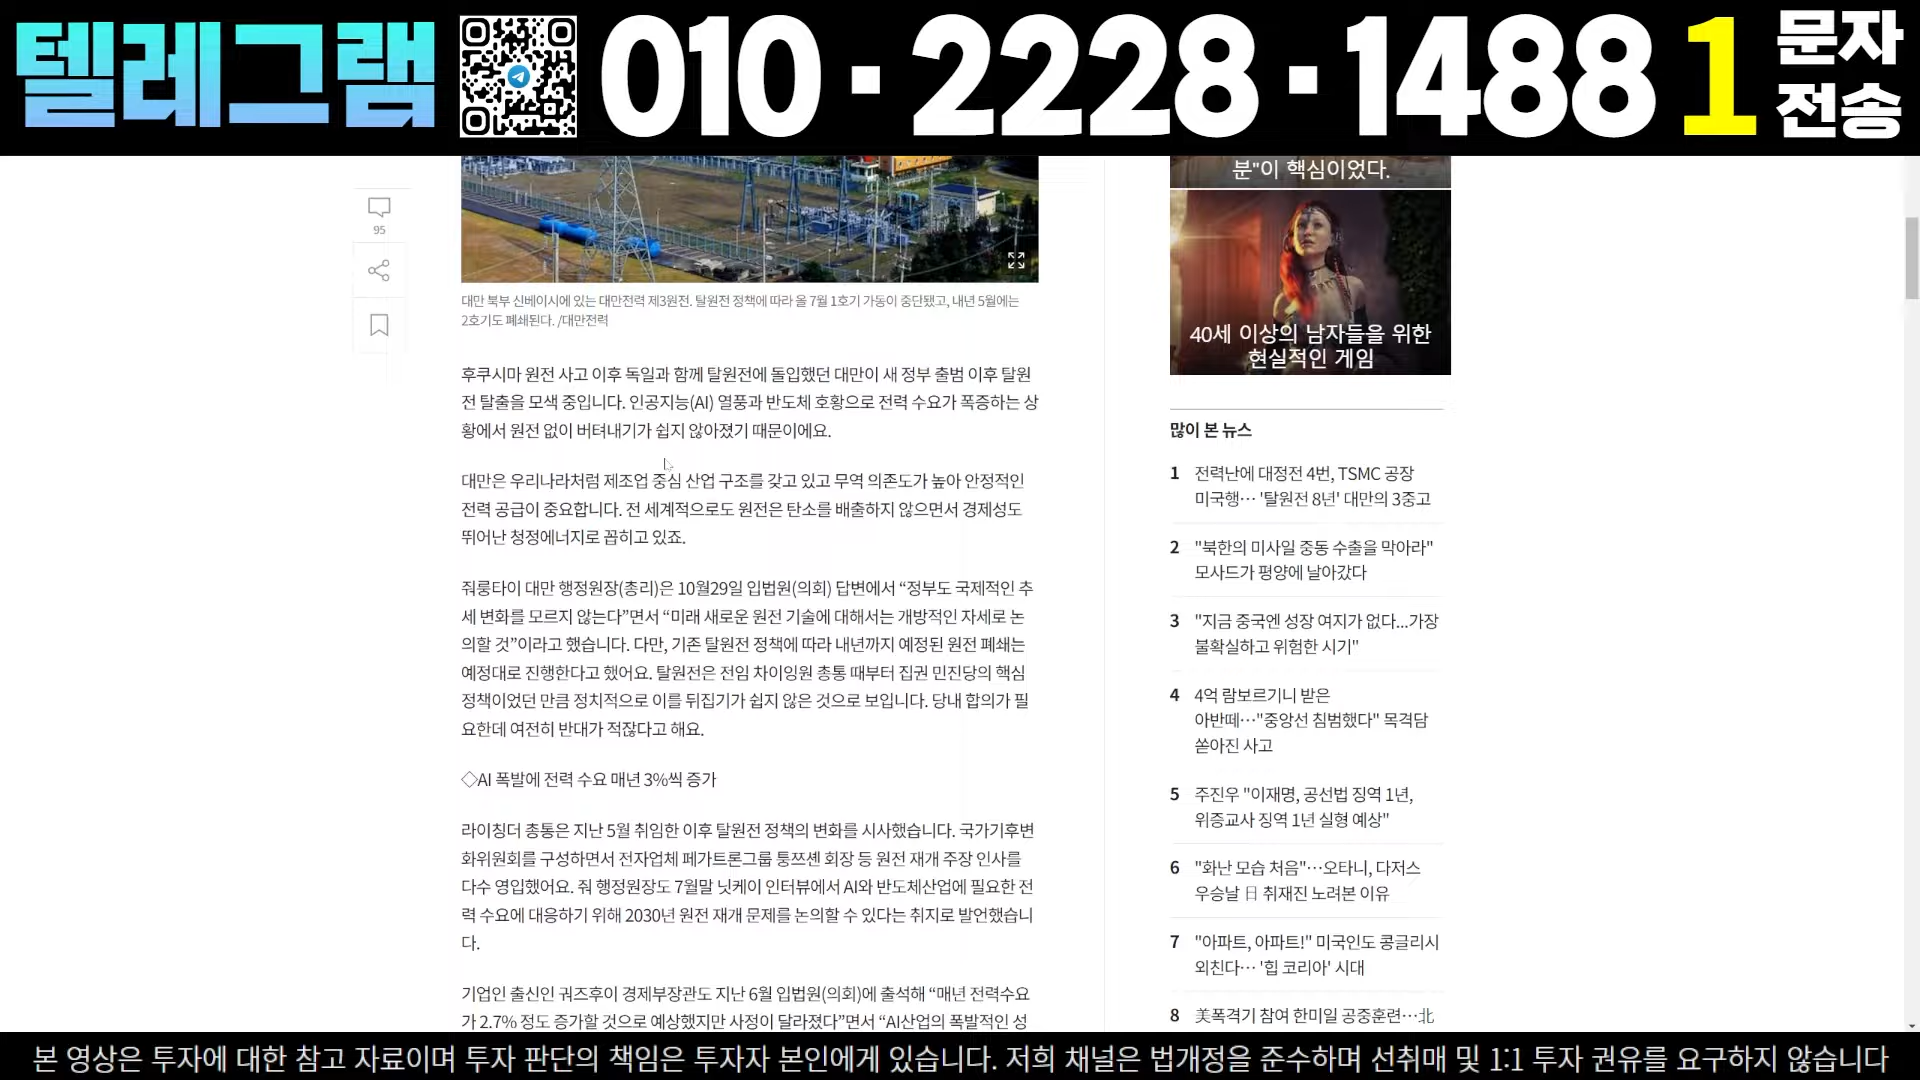 텔레그램
010·2228·1488 1 문자
전송
95
대만 북부 신베이시에 있는 대만전력 제3원전. 탈원전 정책에 따라 올 7월 1호기 가동이 중단됐고, 내년 5월에는
2호기도 폐쇄된다. /대만전력
후쿠시마 원전 사고 이후 독일과 함께 탈원전에 돌입했던 대만이 새 정부 출범 이후 탈원
전 탈출을 모색 중입니다. 인공지능(AI) 열풍과 반도체 호황으로 전력 수요가 폭증하는 상
황에서 원전 없이 버텨내기가 쉽지 않아졌기 때문이에요.
대만은 우리나라처럼 제조업 중심 산업 구조를 갖고 있고 무역 의존도가 높아 안정적인
전력 공급이 중요합니다. 전 세계적으로도 원전은 탄소를 배출하지 않으면서 경제성도
뛰어난 청정에너지로 꼽히고 있죠.
줘룽타이 대만 행정원장(총리)은 10월29일 입법원(의회) 답변에서 “정부도 국제적인 추
세 변화를 모르지 않는다”면서 “미래 새로운 원전 기술에 대해서는 개방적인 자세로 논
의할 것”이라고 했습니다. 다만, 기존 탈원전 정책에 따라 내년까지 예정된 원전 폐쇄는
예정대로 진행한다고 했어요. 탈원전은 전임 차이잉원 총통 때부터 집권 민진당의 핵심
정책이었던 만큼 정치적으로 이를 뒤집기가 쉽지 않은 것으로 보입니다. 당내 합의가 필
요한데 여전히 반대가 적잖다고 해요.
◇AI 폭발에 전력 수요 매년 3%씩 증가
라이칭더 총통은 지난 5월 취임한 이후 탈원전 정책의 변화를 시사했습니다. 국가기후변
화위원회를 구성하면서 전자업체 페가트론그룹 퉁쯔셴 회장 등 원전 재개 주장 인사를
다수 영입했어요. 줘 행정원장도 7월말 닛케이 인터뷰에서 AI와 반도체산업에 필요한 전
력 수요에 대응하기 위해 2030년 원전 재개 문제를 논의할 수 있다는 취지로 발언했습니
다.
기업인 출신인 궈즈후이 경제부장관도 지난 6월 입법원(의회)에 출석해 “매년 전력수요
가 2.7% 정도 증가할 것으로 예상했지만 사정이 달라졌다”면서 “AI산업의 폭발적인 성
분"이 핵심이었다.
40세 이상의 남자들을 위한
현실적인 게임
많이 본 뉴스
1 전력난에 대정전 4번, TSMC 공장
미국행… '탈원전 8년' 대만의 3중고
2 "북한의 미사일 중동 수출을 막아라"
모사드가 평양에 날아갔다
3 "지금 중국엔 성장 여지가 없다...가장
불확실하고 위험한 시기"
4 4억 람보르기니 받은
아반떼…"중앙선 침범했다" 목격담
쏟아진 사고
5 주진우 "이재명, 공선법 징역 1년,
위증교사 징역 1년 실형 예상"
6 "화난 모습 처음"…오타니, 다저스
우승날 日 취재진 노려본 이유
7 "아파트, 아파트!" 미국인도 콩글리시
외친다… '힙 코리아' 시대
8 美폭격기 참여 한미일 공중훈련…北
본 영상은 투자에 대한 참고 자료이며 투자 판단의 책임은 투자자 본인에게 있습니다. 저희 채널은 법개정을 준수하며 선취매 및 1:1 투자 권유를 요구하지 않습니다